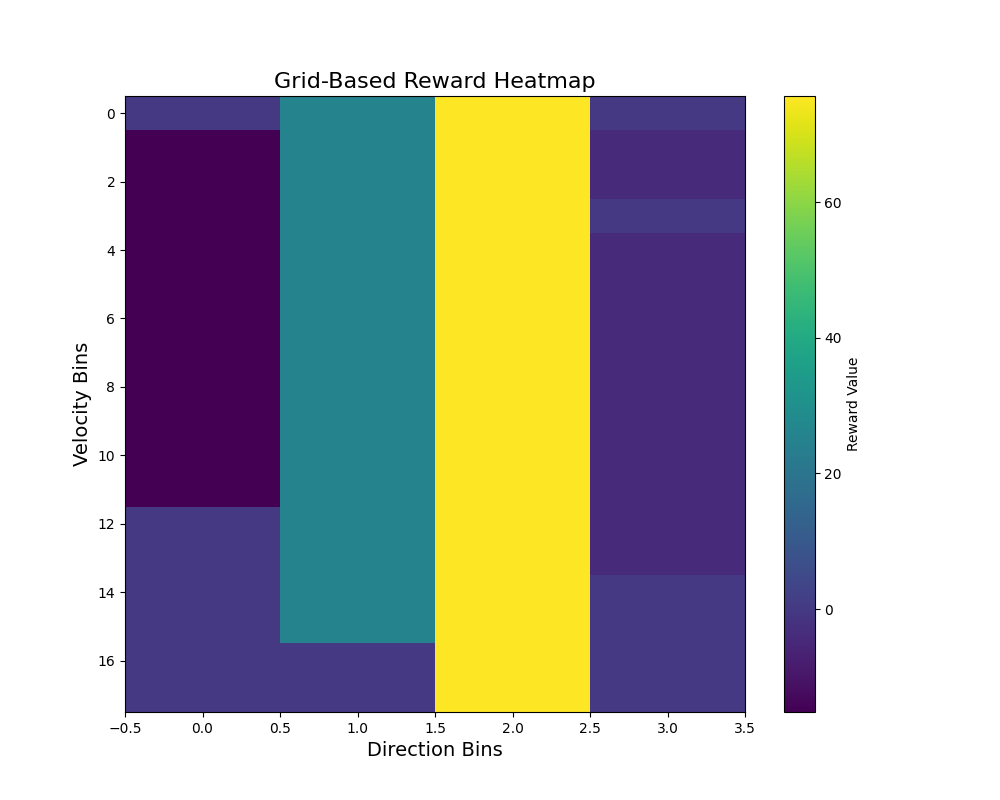 Grid-Based Reward Heatmap
Velocity Bins
0
2
4
6
8
10
12
14
16
−0.5 0.0 0.5 1.0 1.5 2.0 2.5 3.0 3.5
Direction Bins
60
40
20
0
Reward Value